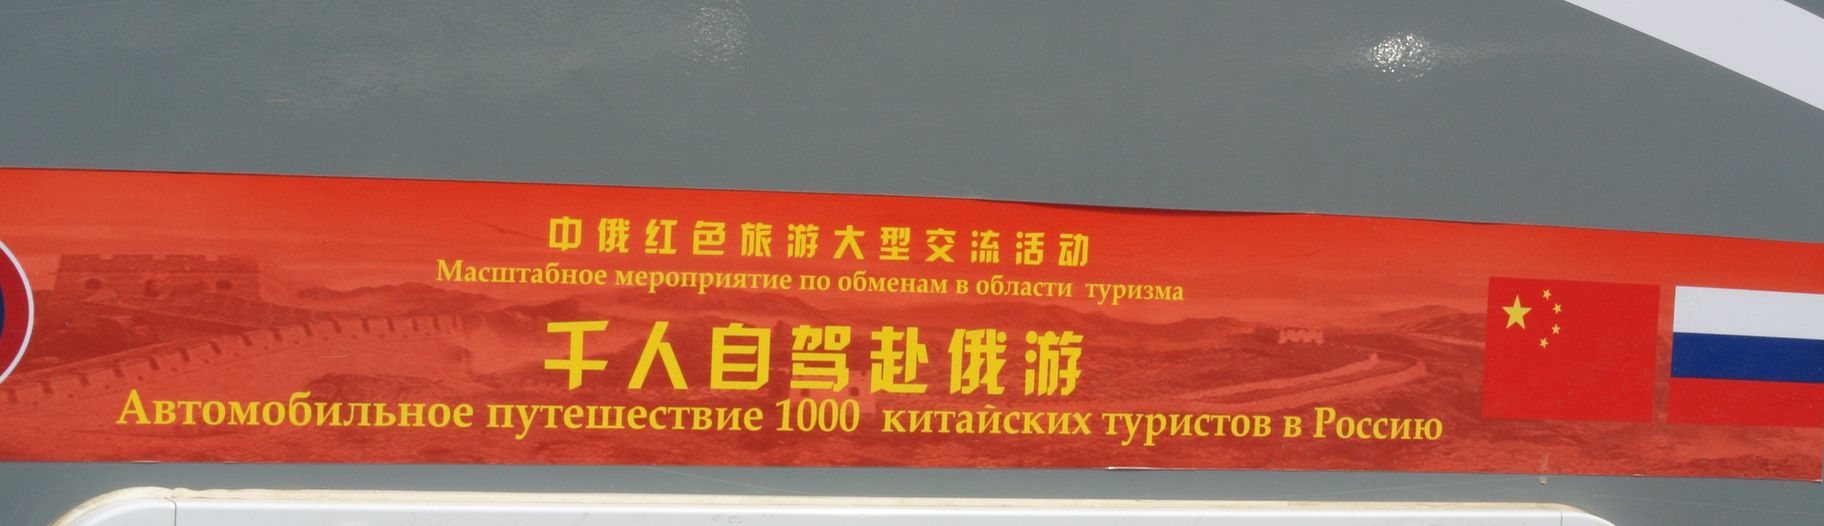 中俄红色旅游大型交流活动
Масштабное мероприятие по обменам в области туризма
千人自驾赴俄游
Автомобильное путешествие 1000 китайских туристов в Россию